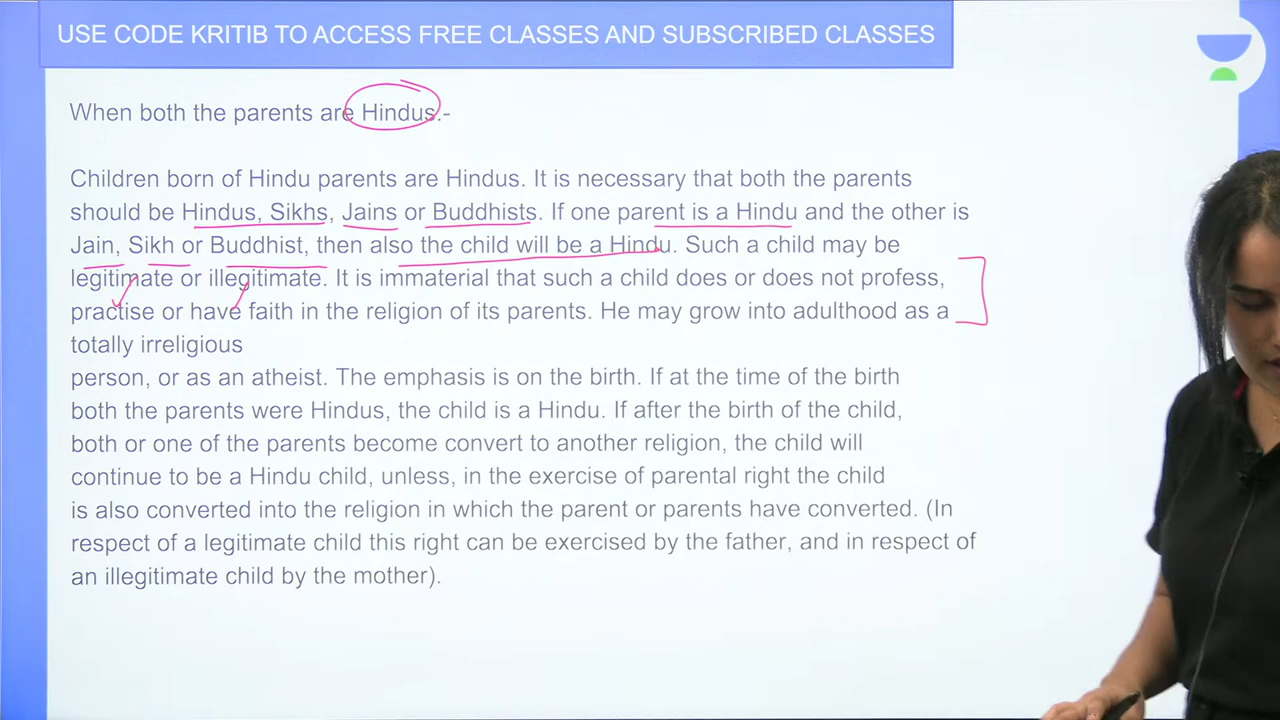 USE CODE KRITIB TO ACCESS FREE CLASSES AND SUBSCRIBED CLASSES
When both the parents are Hindus.-
Children born of Hindu parents are Hindus. It is necessary that both the parents
should be Hindus, Sikhs, Jains or Buddhists. If one parent is a Hindu and the other is
Jain, Sikh or Buddhist, then also the child will be a Hindu. Such a child may be
legitimate or illegitimate. It is immaterial that such a child does or does not profess,
practise or have faith in the religion of its parents. He may grow into adulthood as a
totally irreligious
person, or as an atheist. The emphasis is on the birth. If at the time of the birth
both the parents were Hindus, the child is a Hindu. If after the birth of the child,
both or one of the parents become convert to another religion, the child will
continue to be a Hindu child, unless, in the exercise of parental right the child
is also converted into the religion in which the parent or parents have converted. (In
respect of a legitimate child this right can be exercised by the father, and in respect of
an illegitimate child by the mother).